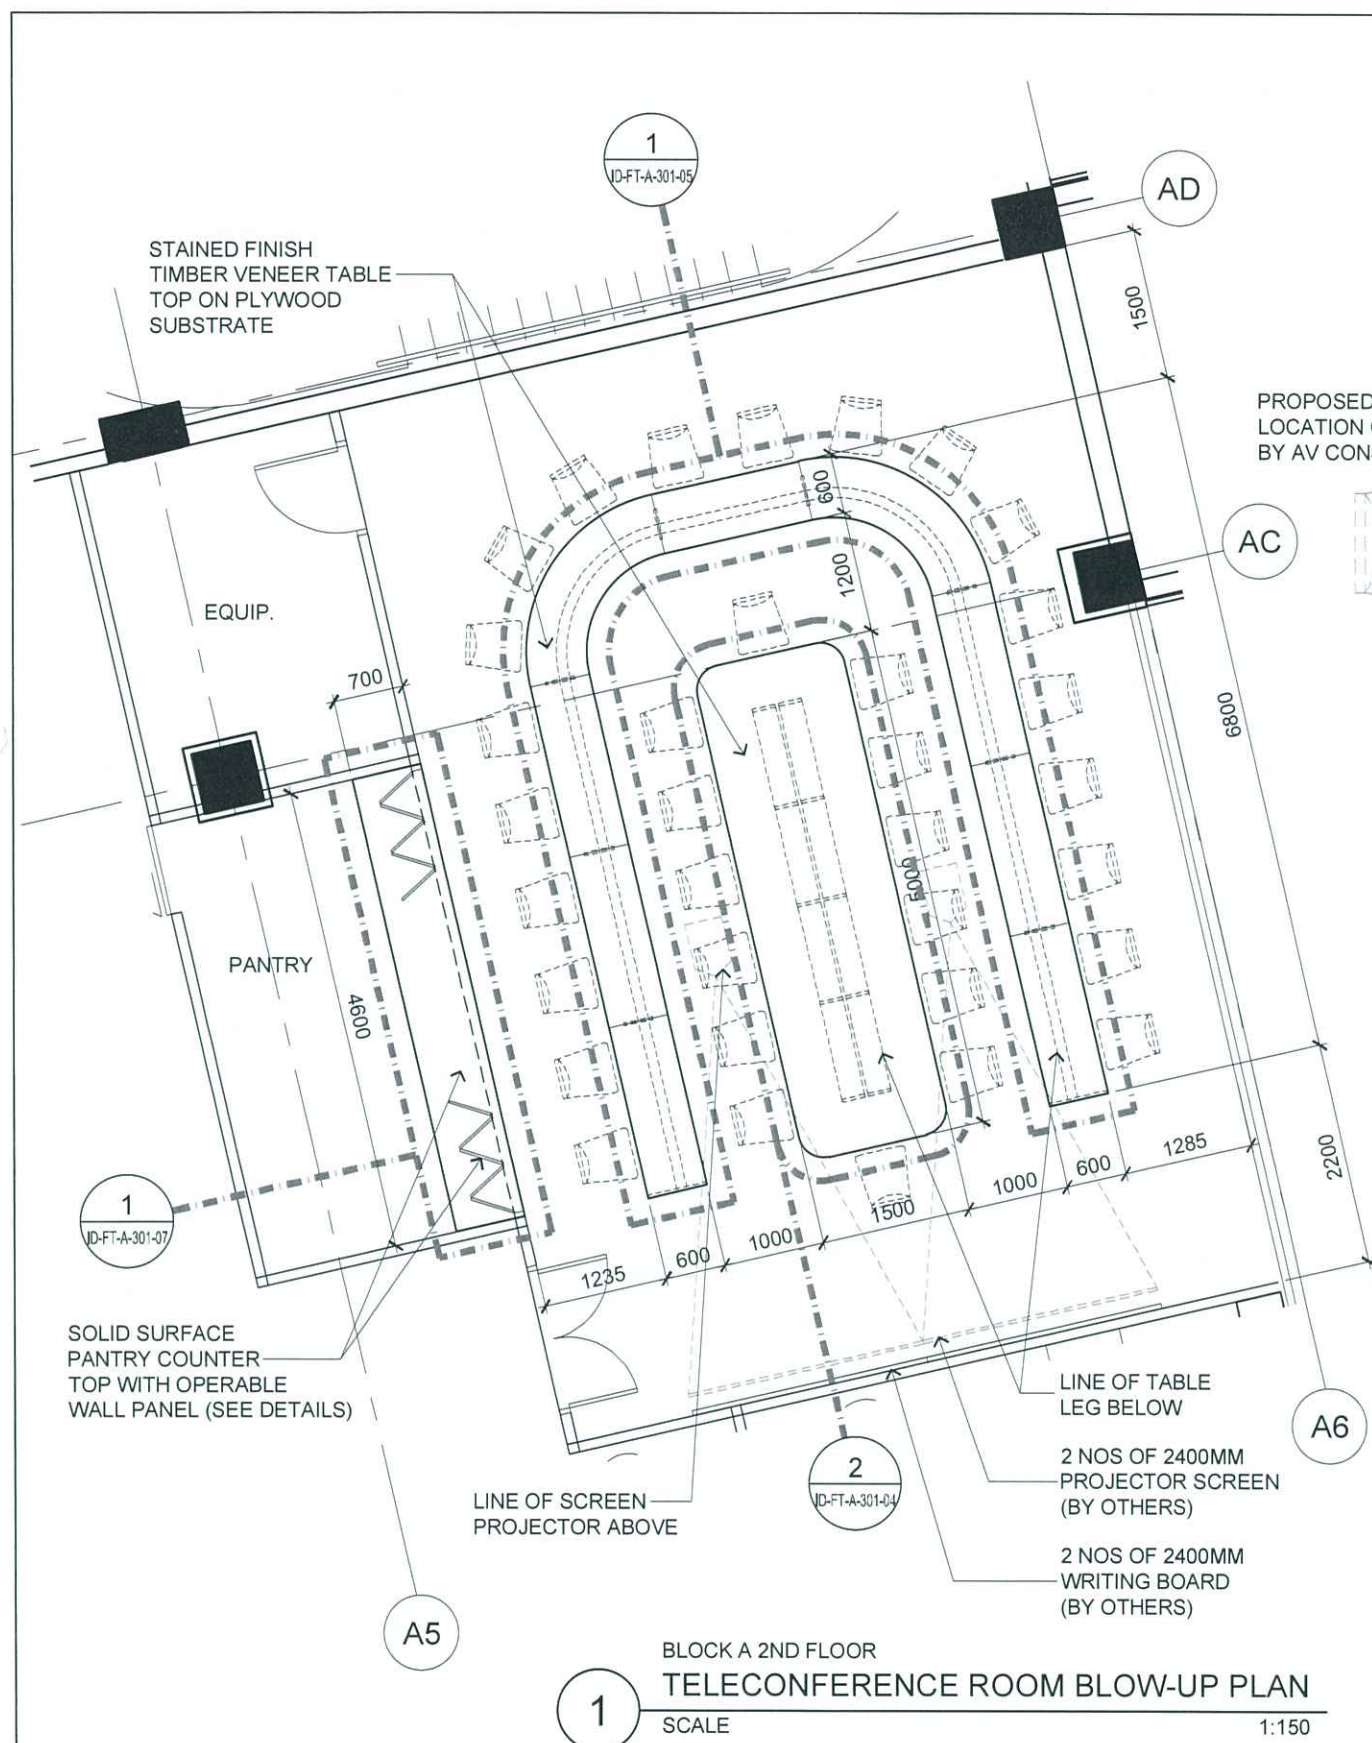 1
ID-FT-A-301-05
AD
STAINED FINISH
TIMBER VENEER TABLE
TOP ON PLYWOOD
SUBSTRATE
1500
PROPOSED
LOCATION
BY AV CON
600
AC
1200
EQUIP.
700
6800
5000
PANTRY
4600
1285
600
1000
1500
1000
600
1235
2200
1
ID-FT-A-301-07
SOLID SURFACE
PANTRY COUNTER
TOP WITH OPERABLE
WALL PANEL (SEE DETAILS)
LINE OF TABLE
LEG BELOW
A6
2 NOS OF 2400MM
PROJECTOR SCREEN
(BY OTHERS)
2
ID-FT-A-301-04
LINE OF SCREEN
PROJECTOR ABOVE
2 NOS OF 2400MM
WRITING BOARD
(BY OTHERS)
A5
BLOCK A 2ND FLOOR
1
TELECONFERENCE ROOM BLOW-UP PLAN
SCALE 1:150